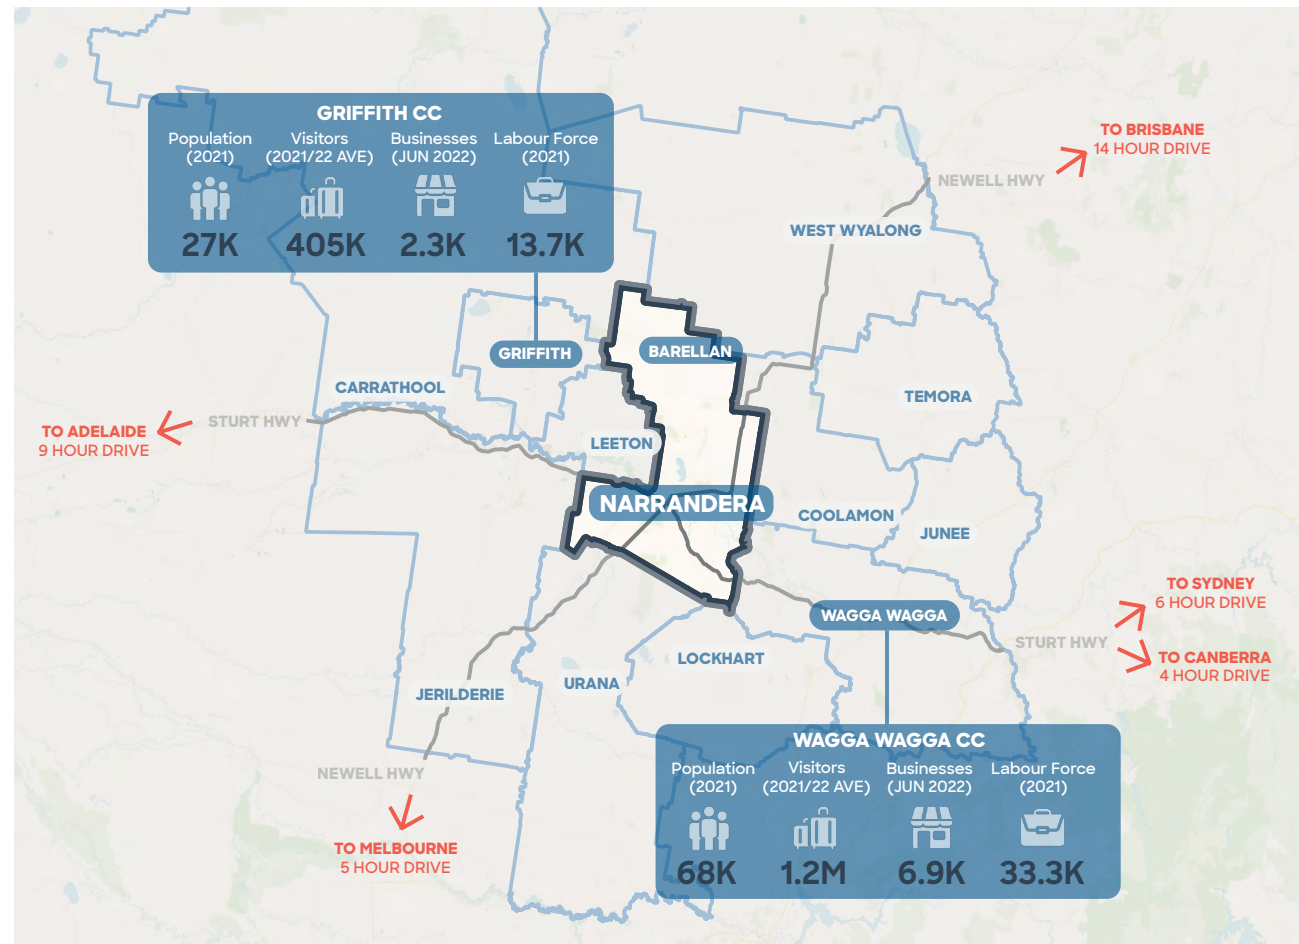 GRIFFITH CC
Population Visitors Businesses Labour Force
(2021) (2021/22 AVE) (JUN 2022) (2021)
27K 405K 2.3K 13.7K
TO BRISBANE
14 HOUR DRIVE
NEWELL HWY
WEST WYALONG
GRIFFITH
BARELLAN
CARRATHOOL
TEMORA
STURT HWY
TO ADELAIDE
9 HOUR DRIVE
LEETON
NARRANDERA
COOLAMON
JUNEE
TO SYDNEY
6 HOUR DRIVE
WAGGA WAGGA
STURT HWY
TO CANBERRA
4 HOUR DRIVE
LOCKHART
URANA
JERILDERIE
NEWELL HWY
TO MELBOURNE
5 HOUR DRIVE
WAGGA WAGGA CC
Population Visitors Businesses Labour Force
(2021) (2021/22 AVE) (JUN 2022) (2021)
68K 1.2M 6.9K 33.3K